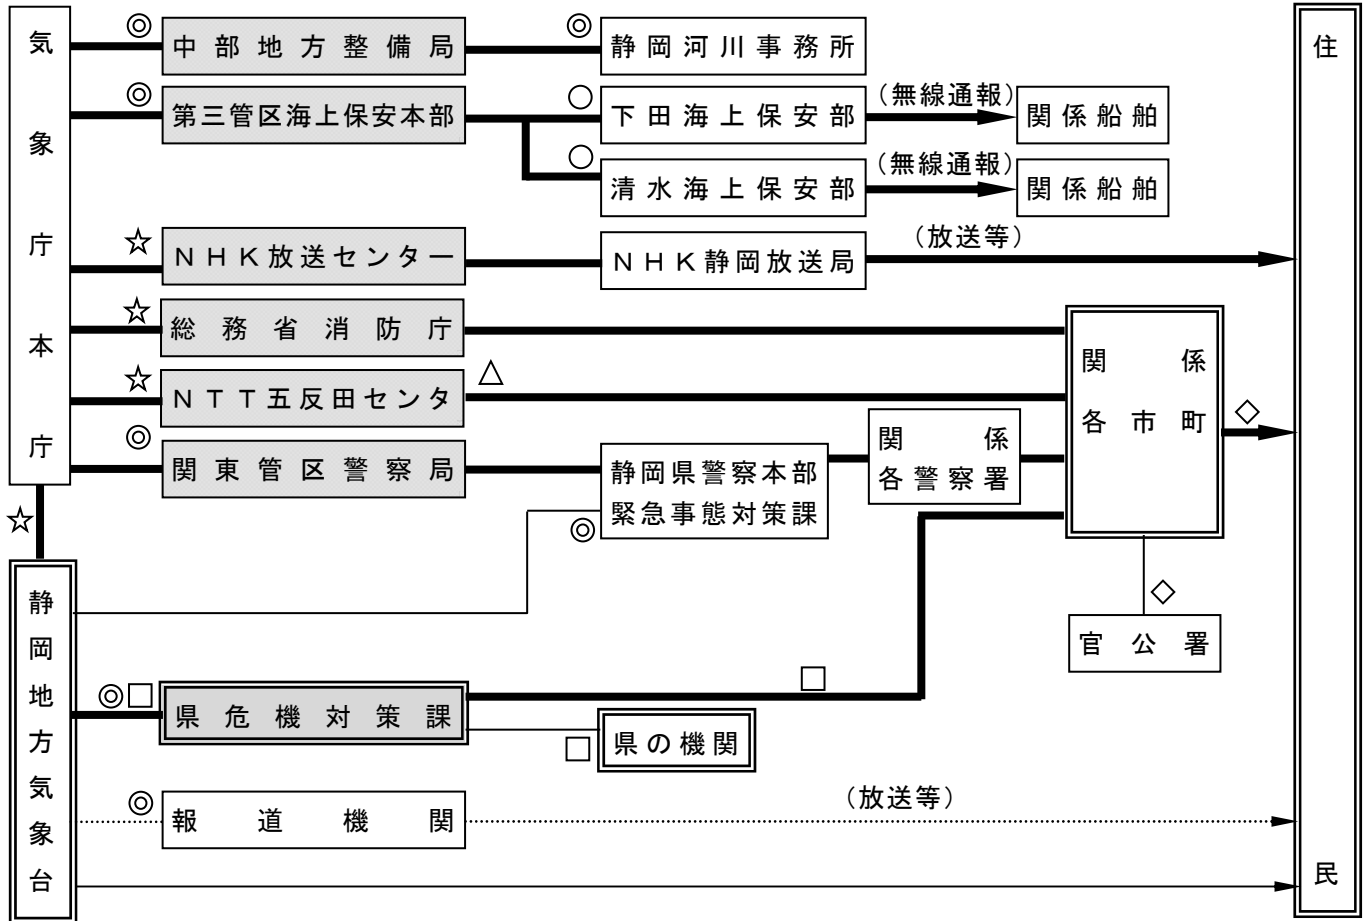 気象庁本庁
◎
中部地方整備局
◎
静岡河川事務所
◎
第三管区海上保安本部
○
下田海上保安部
（無線通報）
関係船舶
○
清水海上保安部
（無線通報）
関係船舶
☆
ＮＨＫ放送センター
ＮＨＫ静岡放送局
（放送等）
☆
総務省消防庁
☆
ＮＴＴ五反田センタ
△
◎
関東管区警察局
静岡県警察本部
緊急事態対策課
◎
関係
各警察署
関係
各市町
◇
◇
官公署
☆
静岡地方気象台
◎□
県危機対策課
□
□
県の機関
◎
報道機関
（放送等）
住民